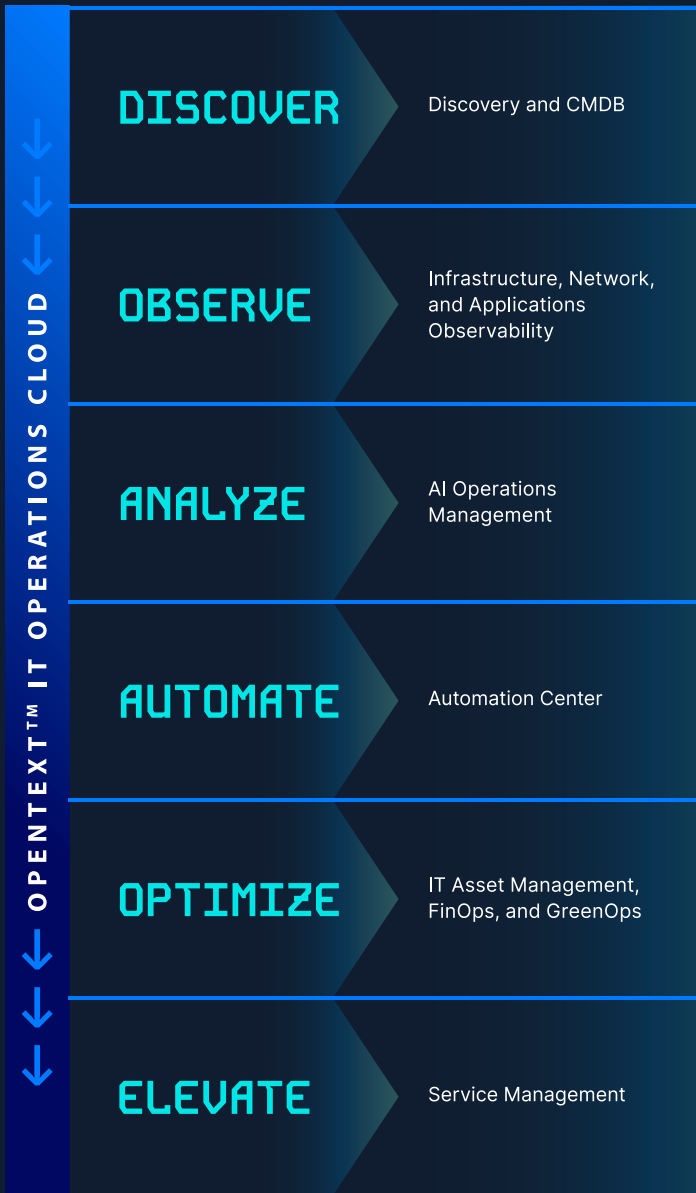 OPENTEXT™ IT OPERATIONS CLOUD
DISCOVER
Discovery and CMDB
OBSERVE
Infrastructure, Network,
and Applications
Observability
ANALYZE
AI Operations
Management
AUTOMATE
Automation Center
OPTIMIZE
IT Asset Management,
FinOps, and GreenOps
ELEVATE
Service Management